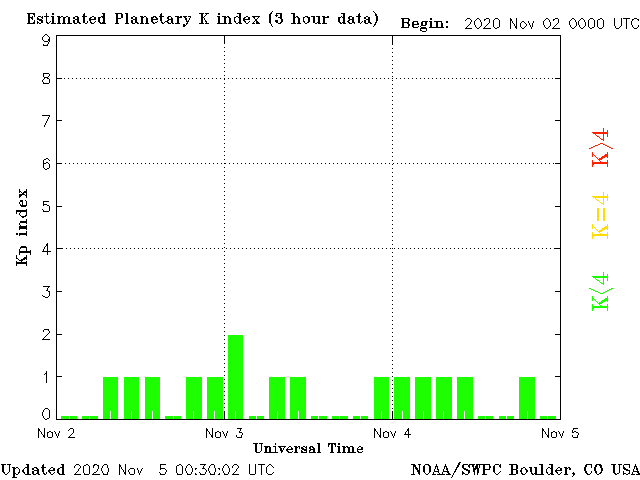 Estimated Planetary K index (3 hour data) Begin: 2020 Nov 02 0000 UTC
9
8
7
6
5
4
3
2
1
0
Kp index
K>4
K=4
K<4
Nov 2 Nov 3 Nov 4 Nov 5
Universal Time
Updated 2020 Nov 5 00:30:02 UTC NOAA/SWPC Boulder, CO USA